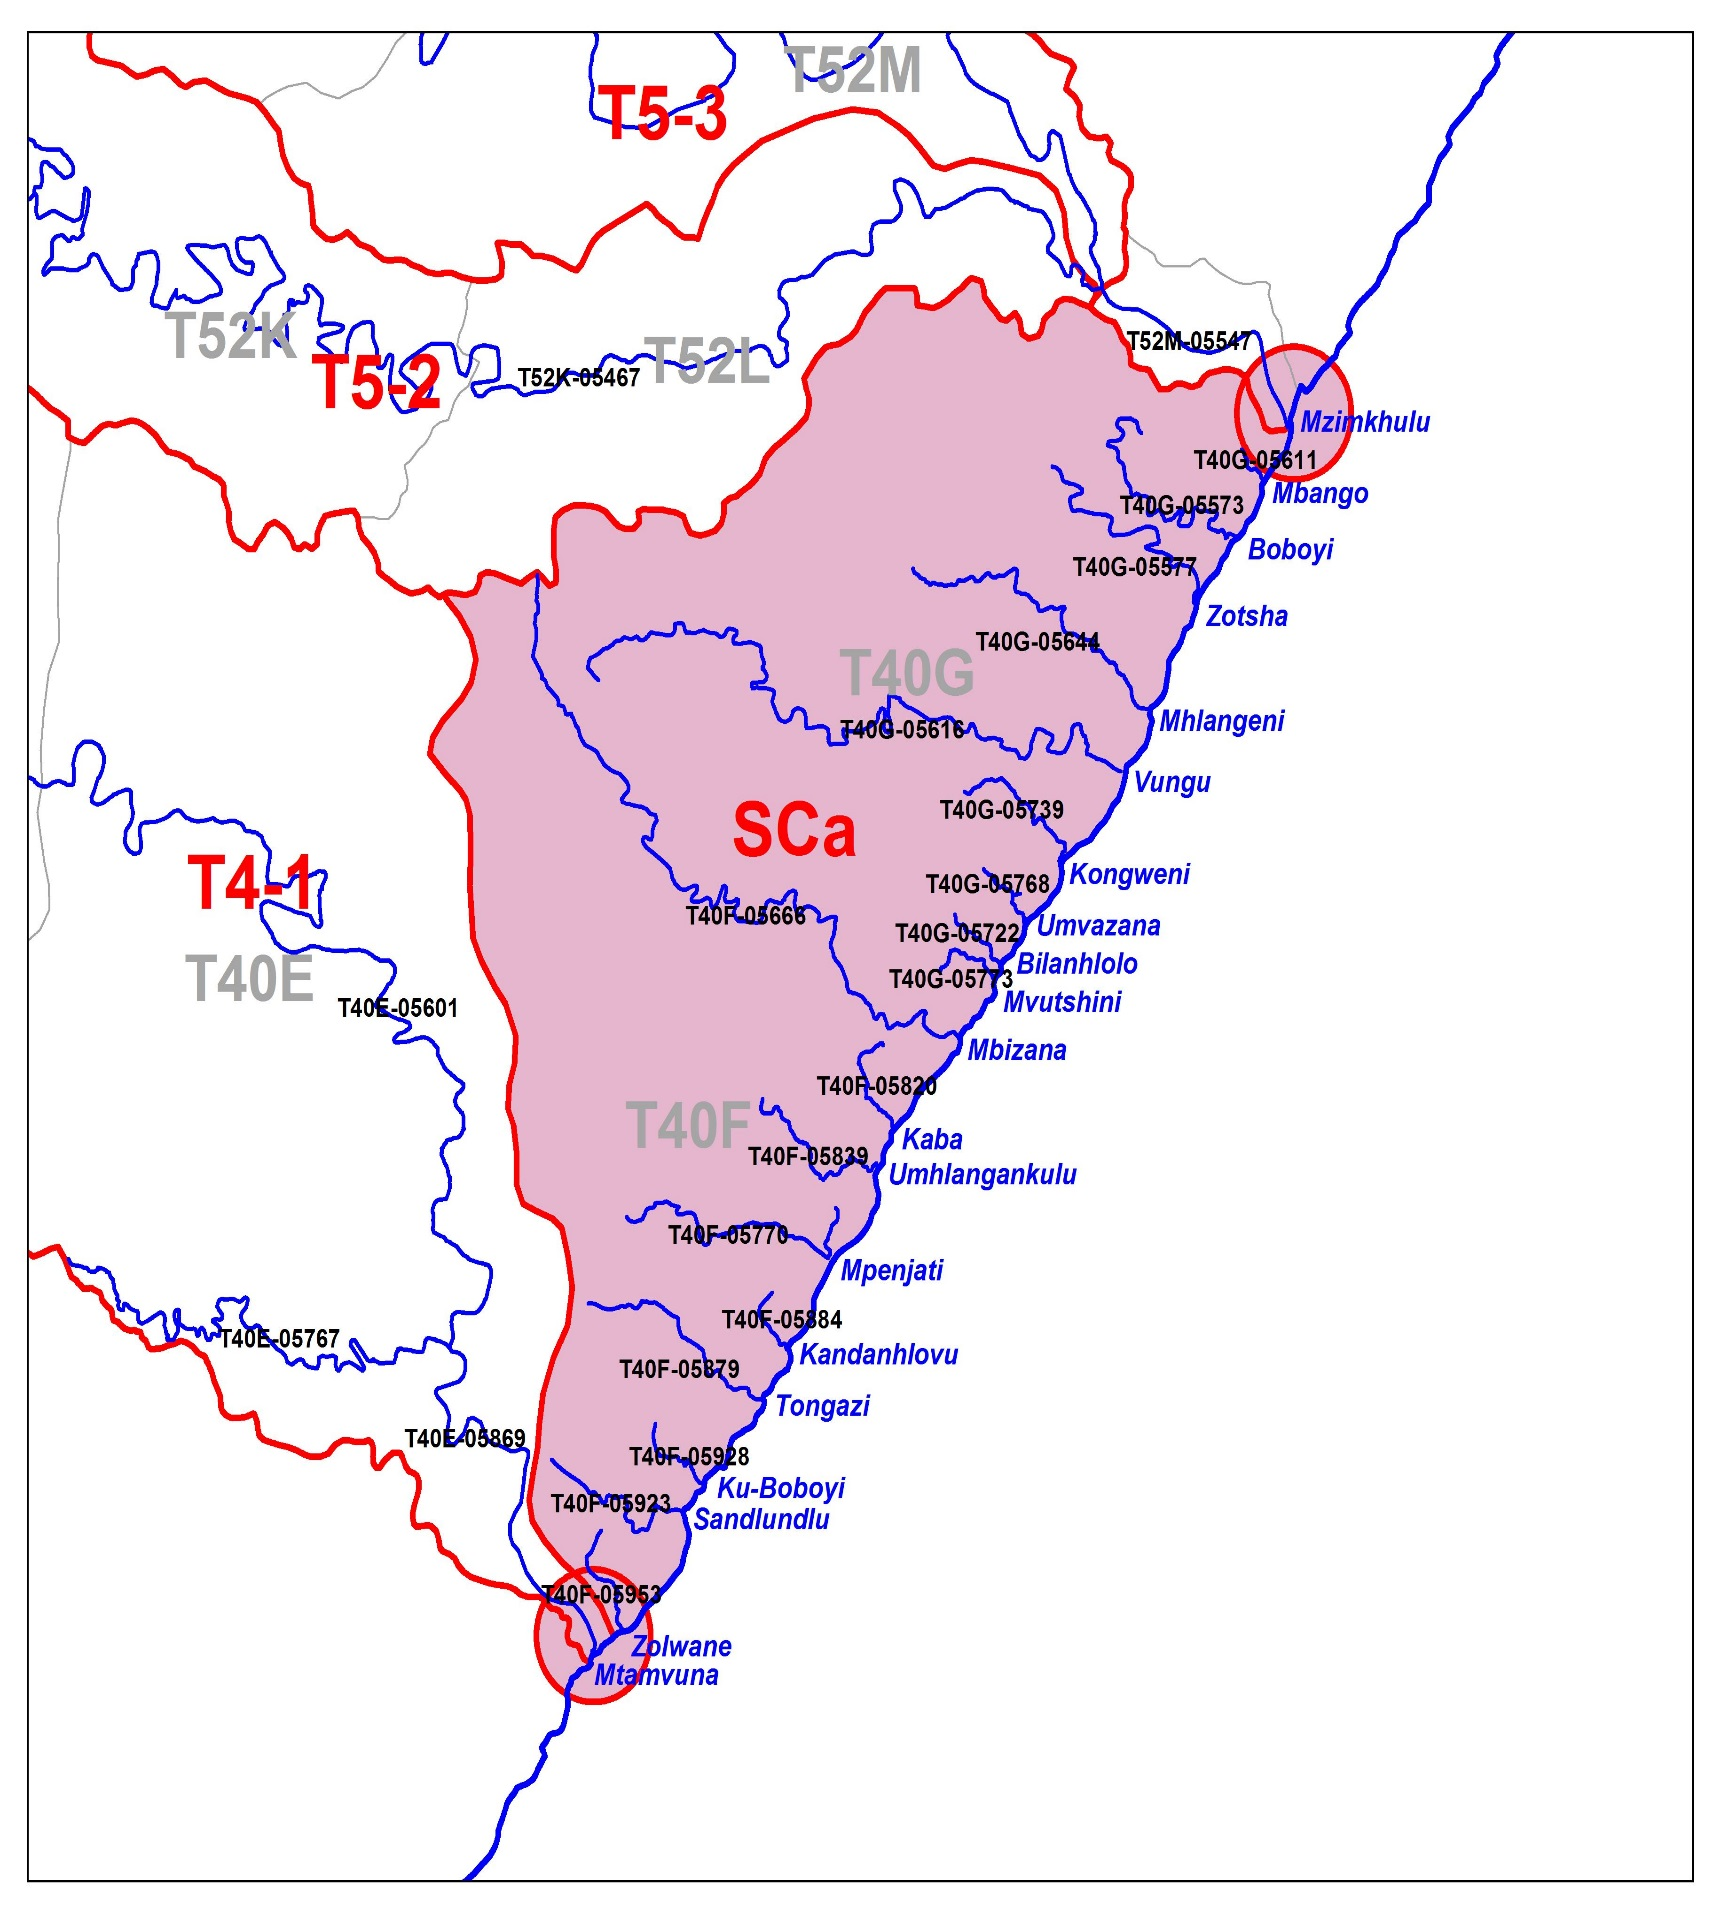 T52M
T5-3
T52K
T52M-05547
T5-2
T52K-05467
T52L
Mzimkhulu
T40G-05611
Mbango
T40G-05573
Boboyi
T40G-05577
Zotsha
T40G-05644
T40G
Mhlangeni
T40G-05616
Vungu
T40G-05739
SCa
Kongweni
T4-1
T40G-05768
T40F-05666
Umvazana
T40G-05722
Bilanhlolo
T40E
T40G-05773
Mvutshini
T40E-05601
Mbizana
T40F-05820
T40F
Kaba
T40F-05839
Umhlangankulu
T40F-05770
Mpenjati
T40F-05884
T40E-05767
Kandanhlovu
T40F-05879
Tongazi
T40E-05869
T40F-05928
Ku-Boboyi
T40F-05923
Sandlundlu
T40F-05953
Zolwane
Mtamvuna